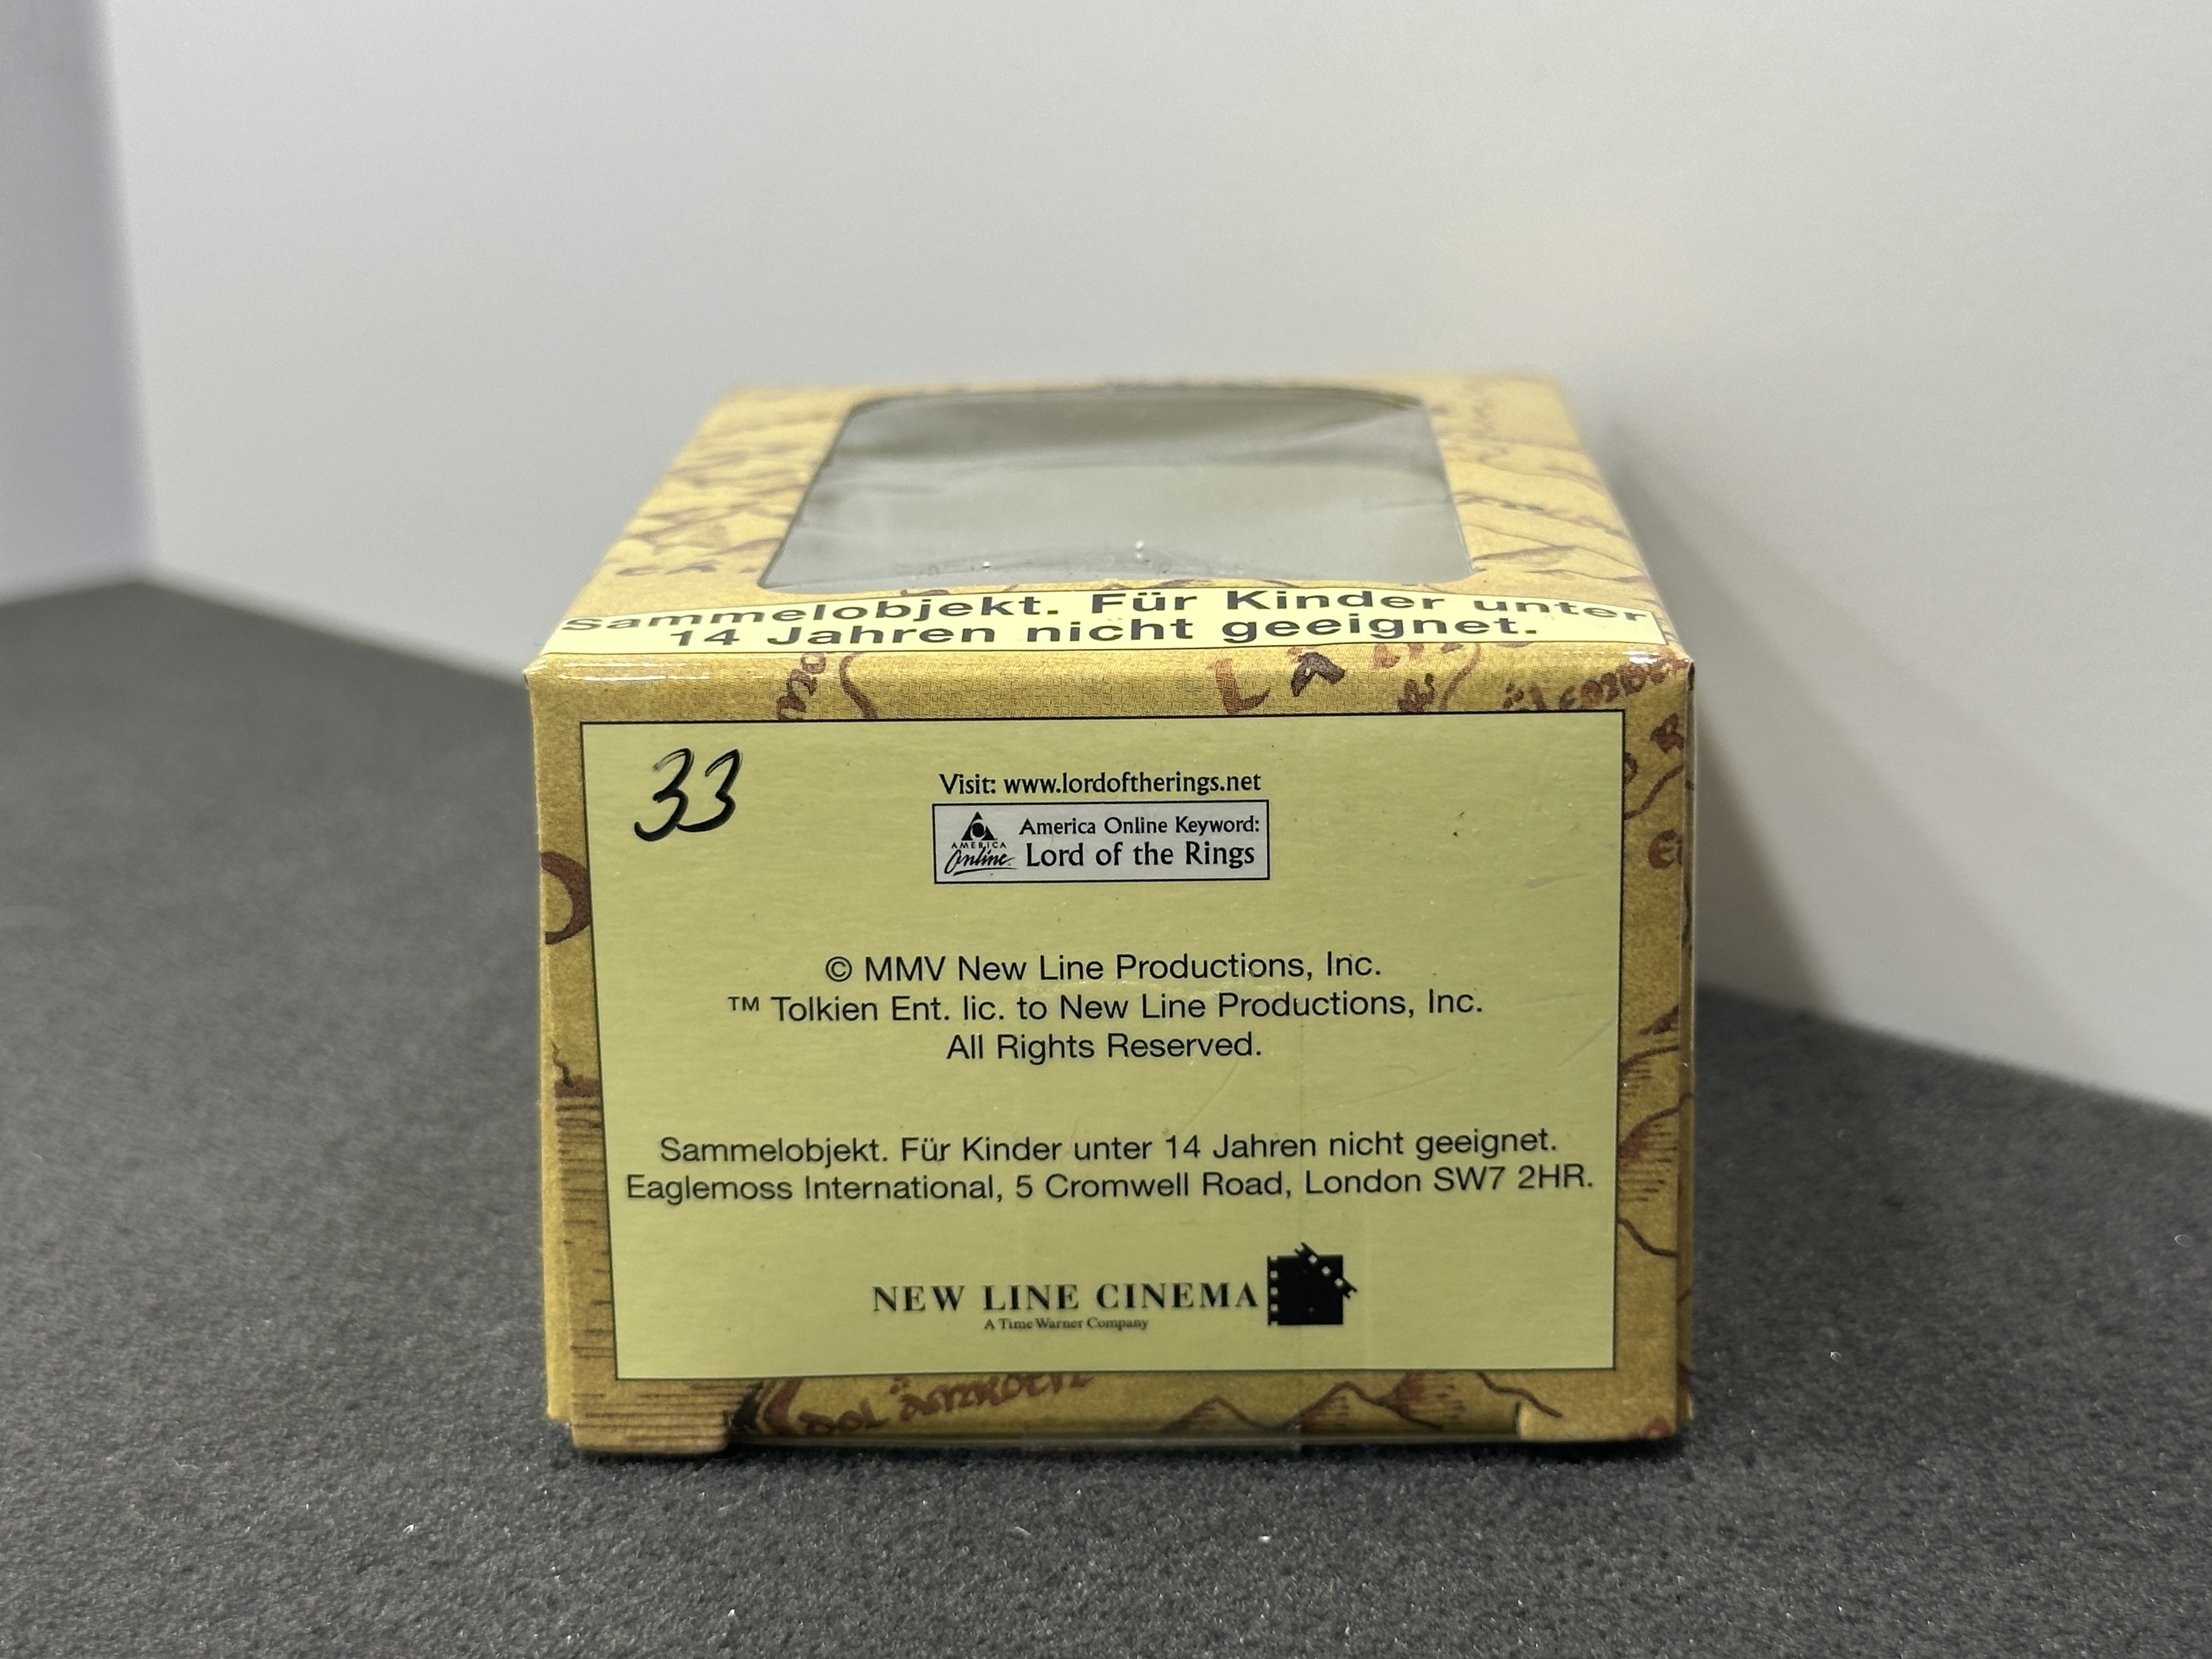 Sammelobjekt. Für Kinder unter
14 Jahren nicht geeignet.
33
Visit: www.lordoftherings.net
America Online Keyword:
AMERICA
Online Lord of the Rings
© MMV New Line Productions, Inc.
™ Tolkien Ent. lic. to New Line Productions, Inc.
All Rights Reserved.
Sammelobjekt. Für Kinder unter 14 Jahren nicht geeignet.
Eaglemoss International, 5 Cromwell Road, London SW7 2HR.
NEW LINE CINEMA
A Time Warner Company